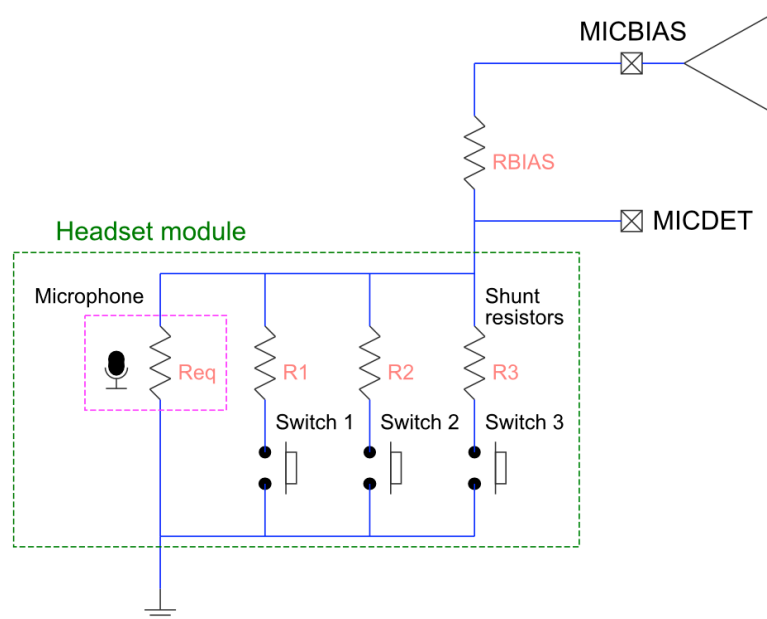 MICBIAS
RBIAS
MICDET
Headset module
Microphone
Shunt
resistors
Req
R1
R2
R3
Switch 1
Switch 2
Switch 3